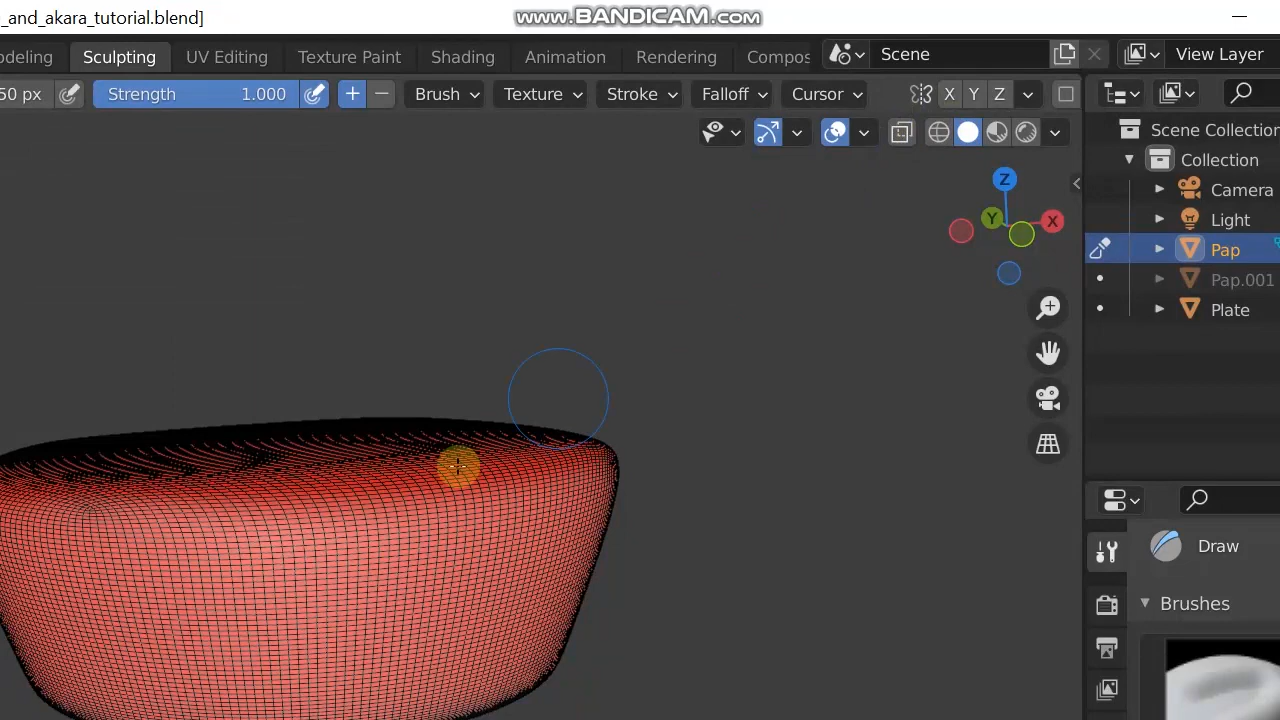 _and_akara_tutorial.blend]
www.BANDICAM.com
odeling Sculpting UV Editing Texture Paint Shading Animation Rendering Compos Scene View Layer
50 px Strength 1.000 Brush Texture Stroke Falloff Cursor X Y Z
Scene Collection
Collection
Camera
Light
Pap
Pap.001
Plate
Z
Y X
Draw
Brushes